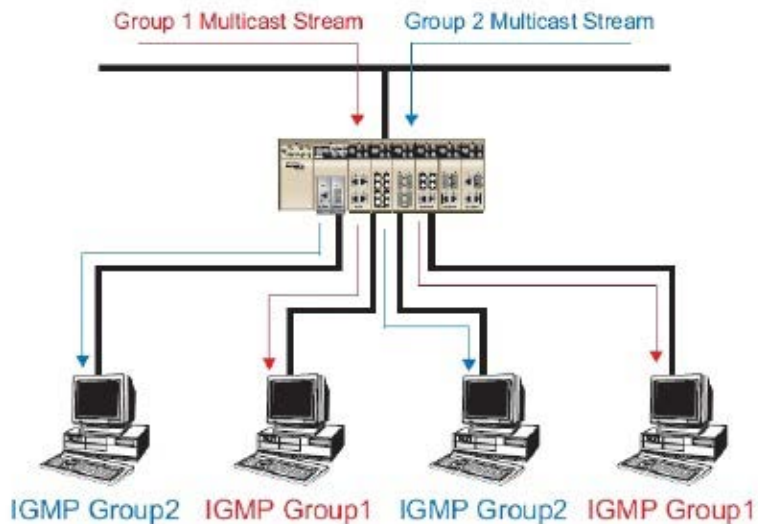 Group 1 Multicast Stream
Group 2 Multicast Stream
IGMP Group2
IGMP Group1
IGMP Group2
IGMP Group1